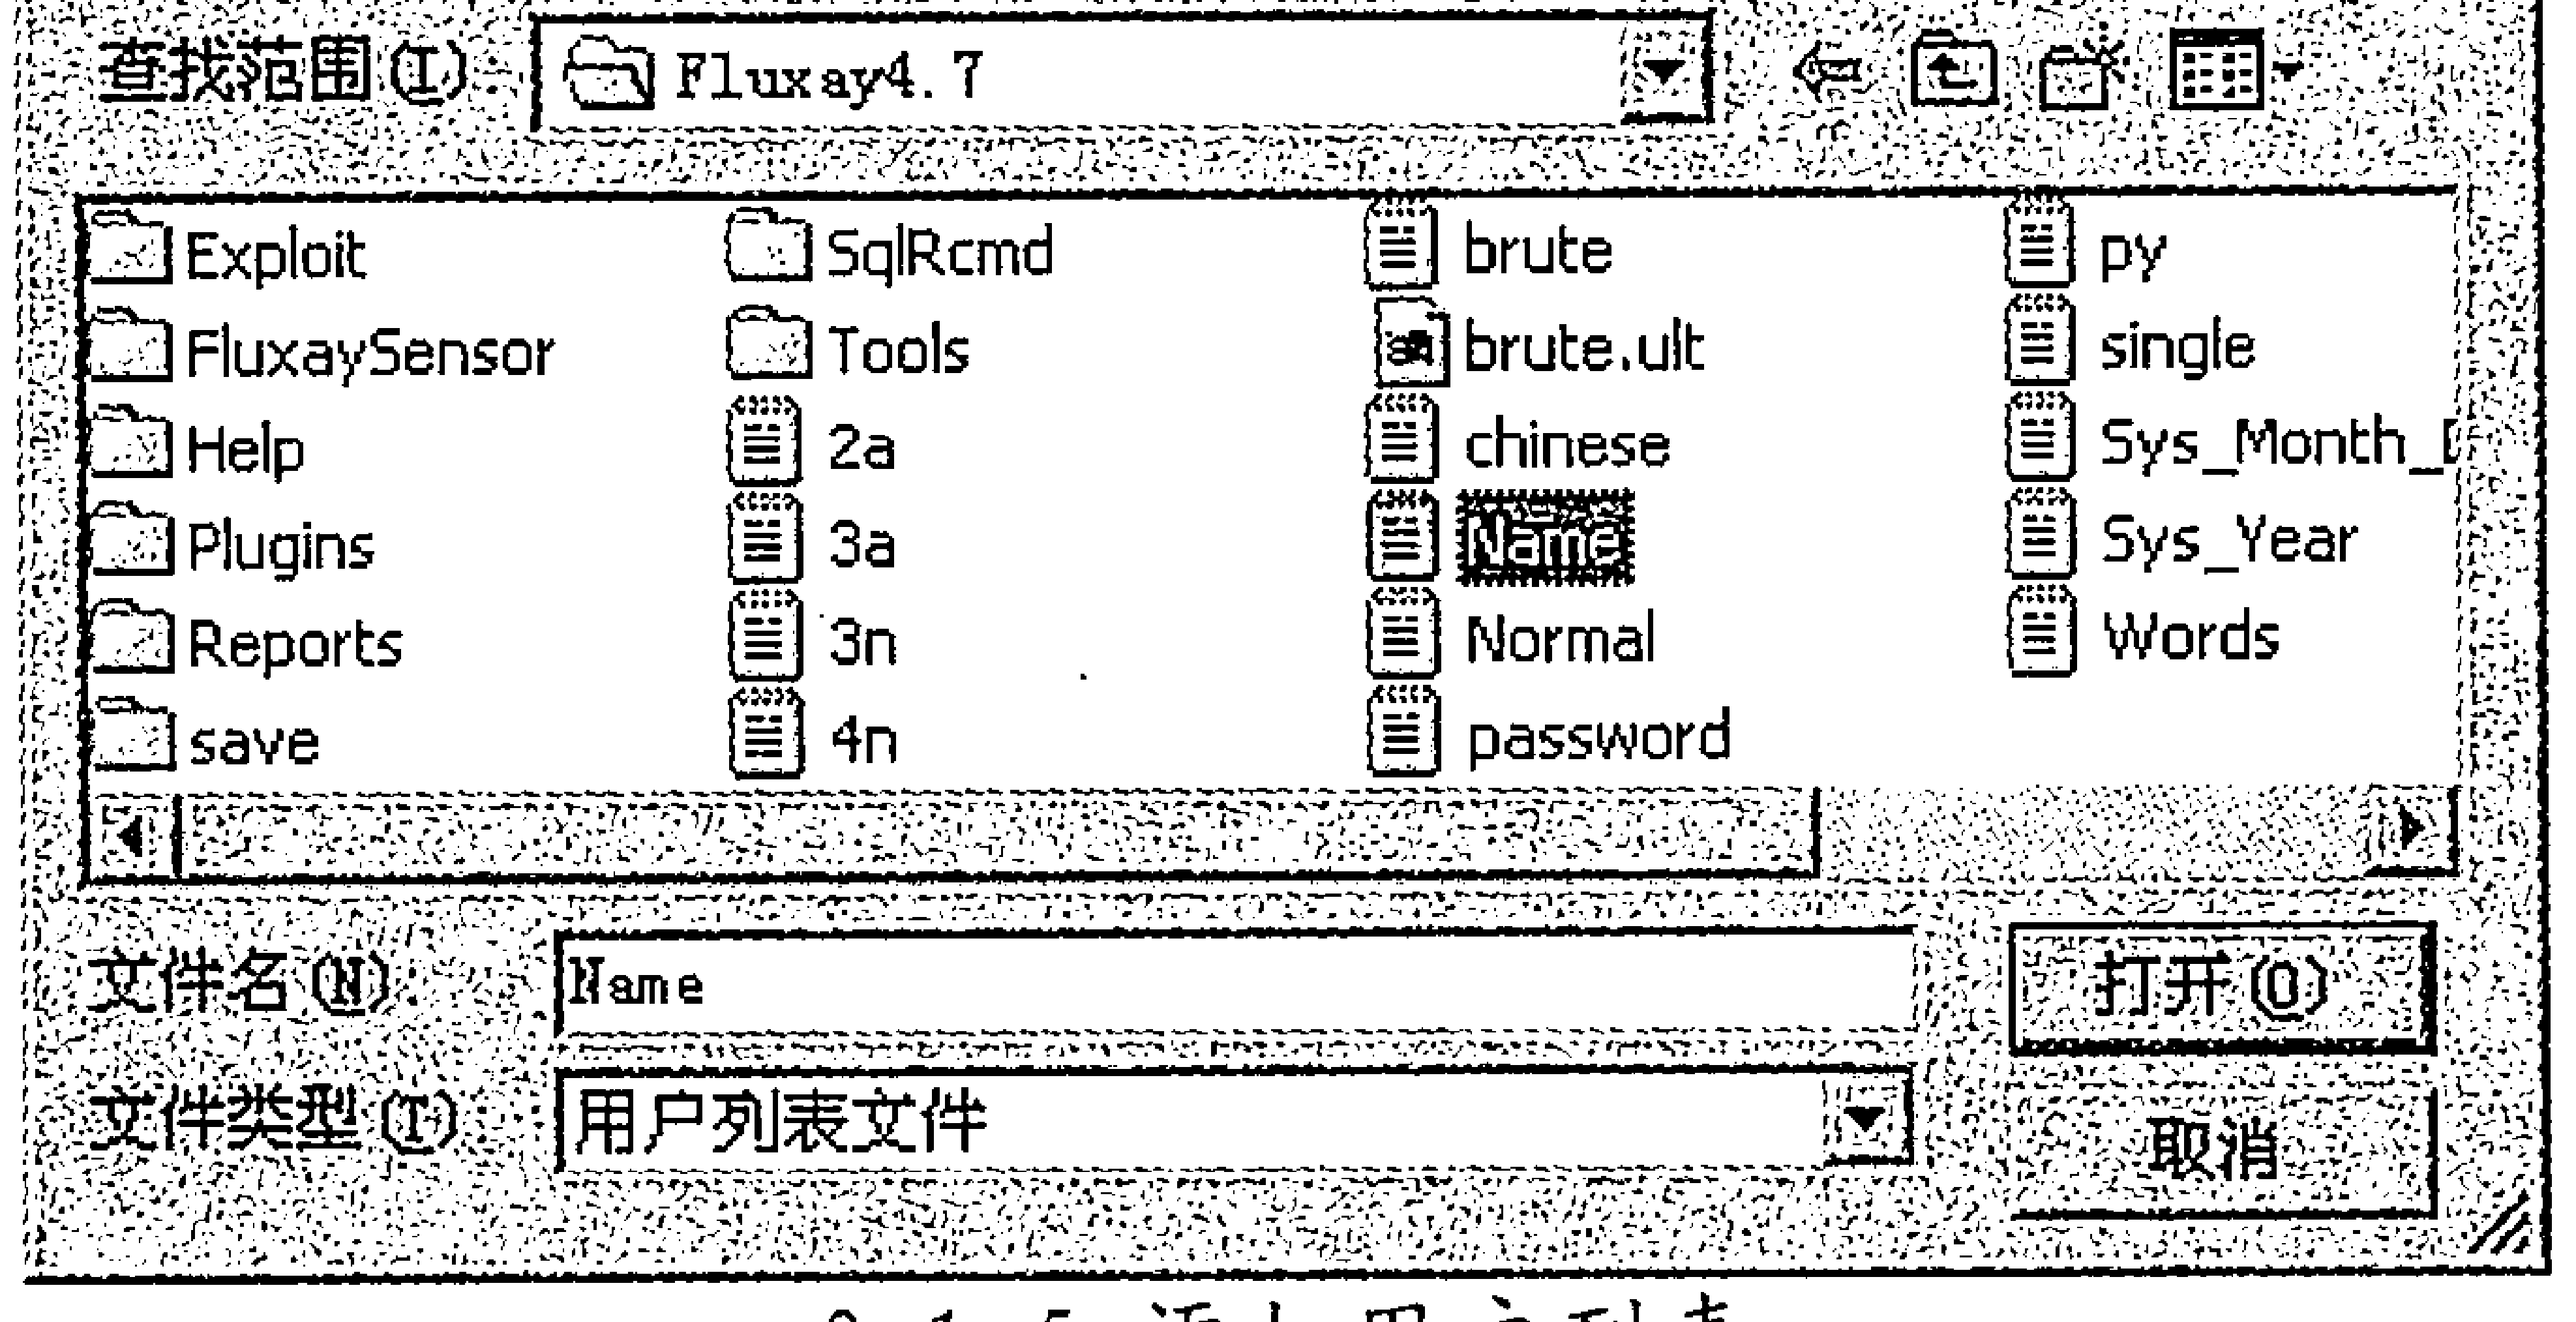 查找范围(I): Fluxay4.7
Exploit SqlRcmd brute py
FluxaySensor Tools brute.ult single
Help 2a chinese Sys_Month_
Plugins 3a Name Sys_Year
Reports 3n Normal Words
save 4n password
文件名(N) Name 打开(O)
文件类型(T) 用户列表文件
取消